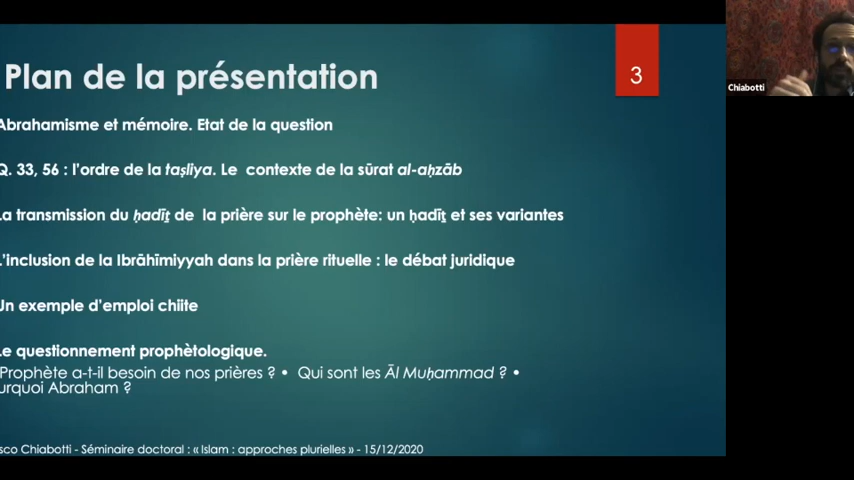 Plan de la présentation
3
Chiabotti
Abrahamisme et mémoire. Etat de la question
Q. 33, 56 : l'ordre de la taṣliya. Le contexte de la sūrat al-aḥzāb
La transmission du ḥadīṯ de la prière sur le prophète: un ḥadīṯ et ses variantes
L'inclusion de la Ibrāhīmiyyah dans la prière rituelle : le débat juridique
Un exemple d'emploi chiite
Le questionnement prophètologique.
Prophète a-t-il besoin de nos prières ? • Qui sont les Āl Muḥammad ? •
urquoi Abraham ?
sco Chiabotti - Séminaire doctoral : « Islam : approches plurielles » - 15/12/2020